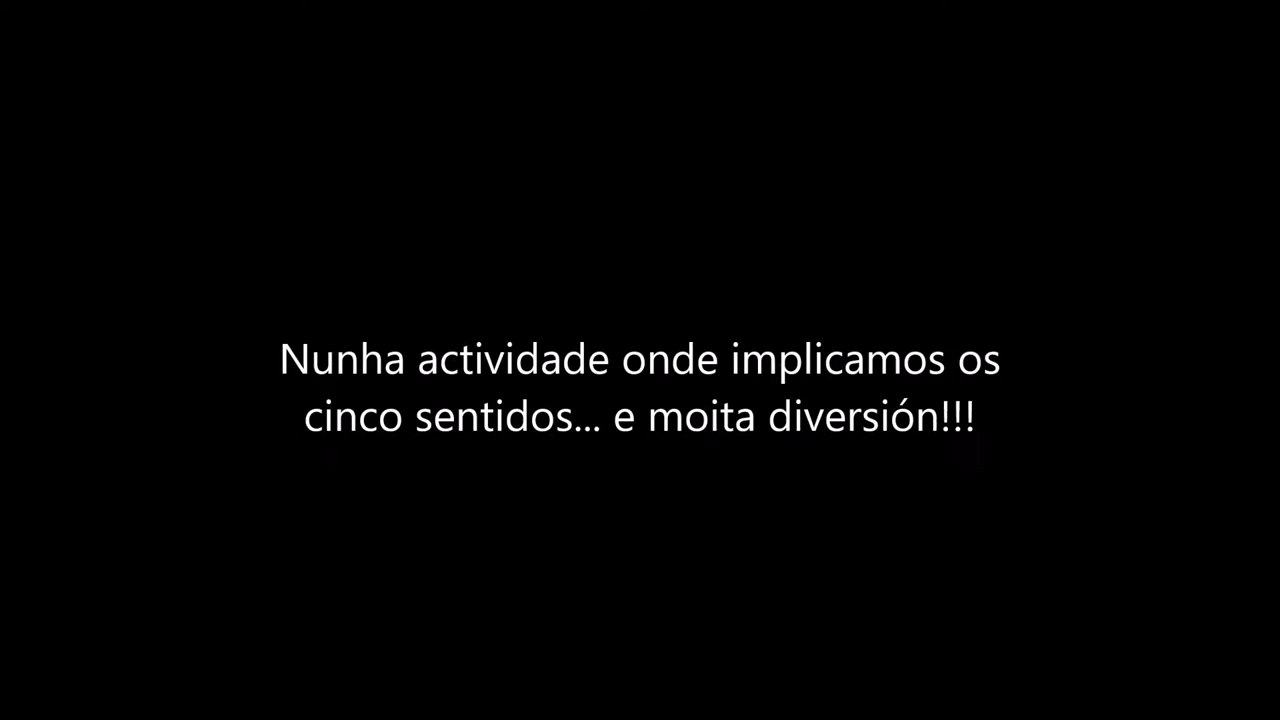 Nunha actividade onde implicamos os
cinco sentidos... e moita diversión!!!